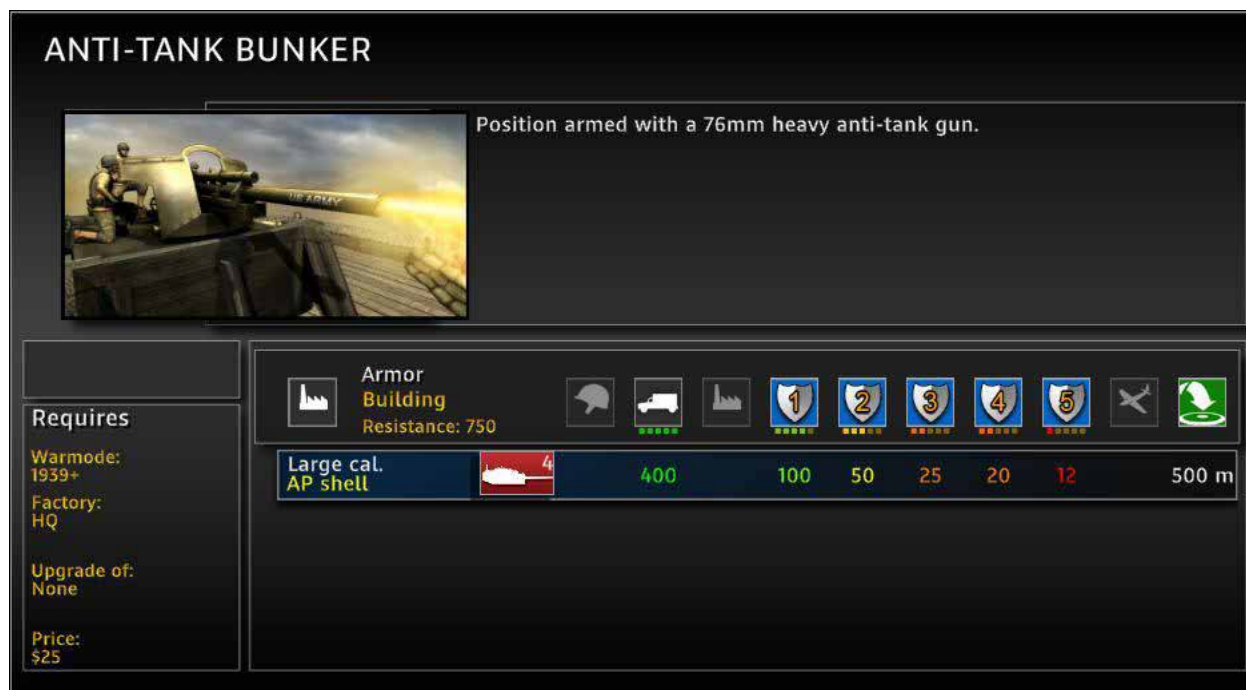 ANTI-TANK BUNKER
Position armed with a 76mm heavy anti-tank gun.
US ARMY
Requires
Warmode:
1939+
Factory:
HQ
Upgrade of:
None
Price:
$25
Armor
Building
Resistance: 750
1 2 3 4 5
Large cal.
AP shell
4
400 100 50 25 20 12 500 m